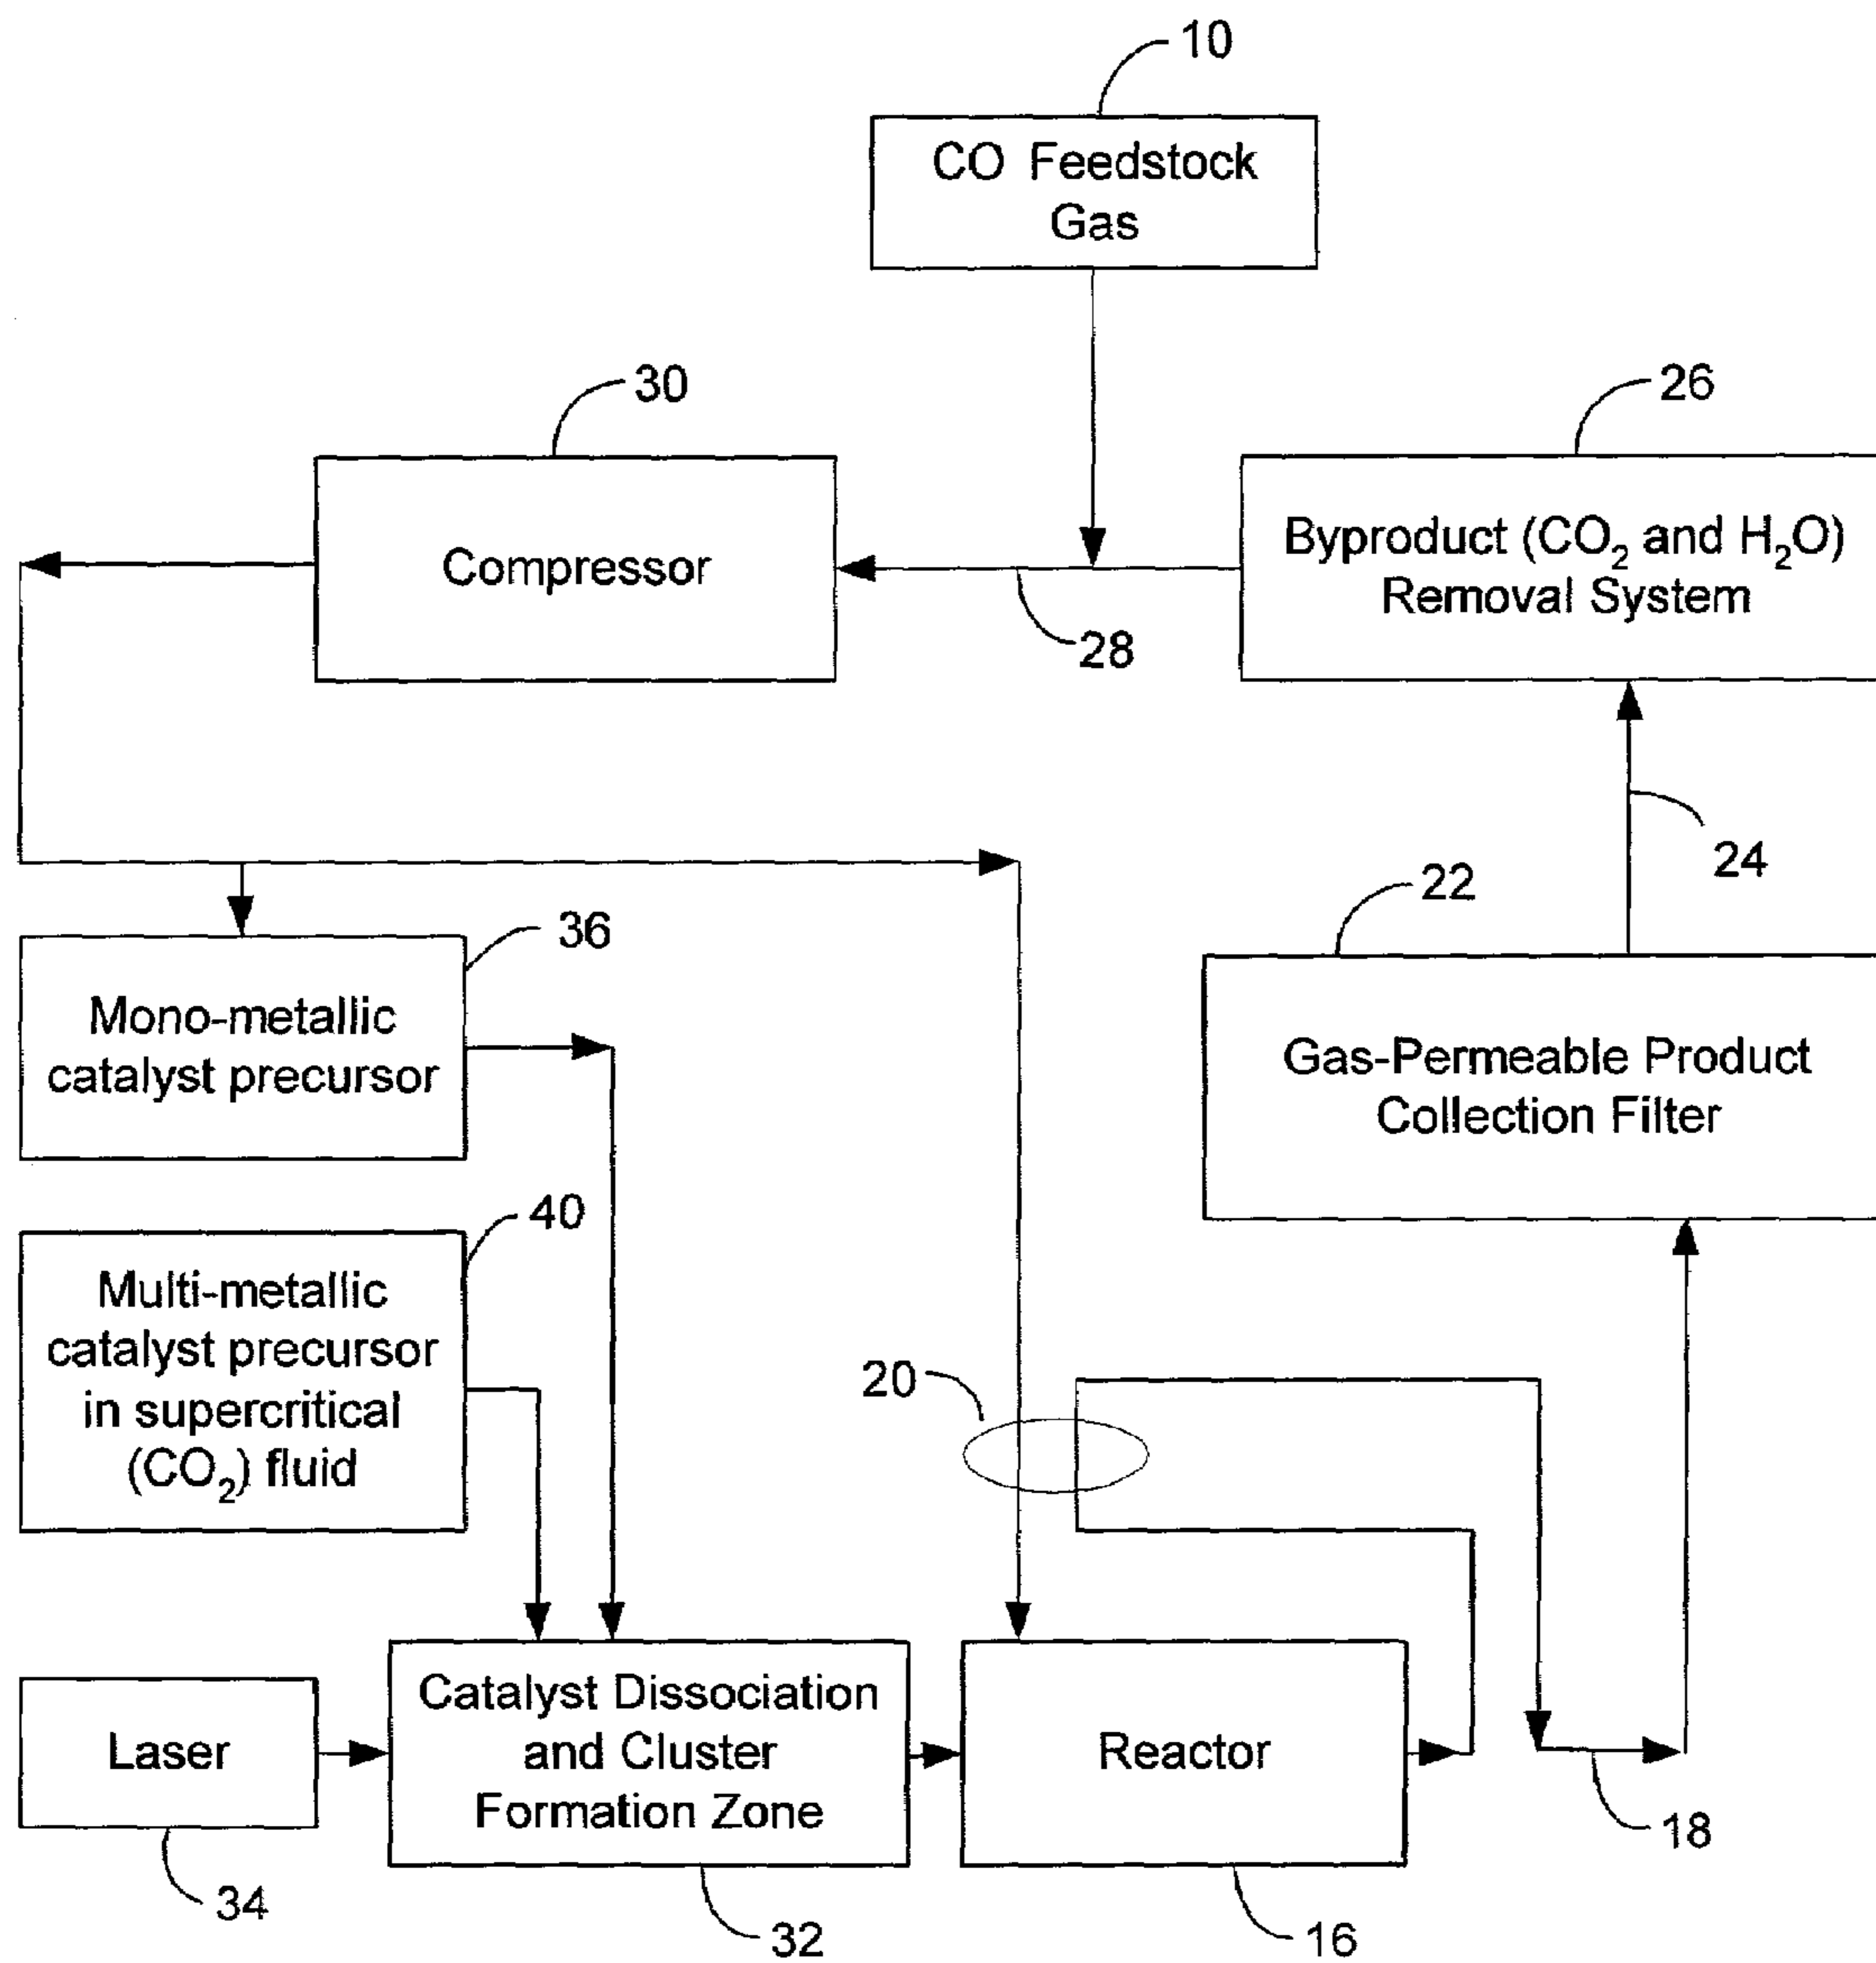 10
CO Feedstock
Gas
30
26
Compressor
Byproduct (CO₂ and H₂O)
Removal System
28
24
22
36
Mono-metallic
catalyst precursor
Gas-Permeable Product
Collection Filter
40
Multi-metallic
catalyst precursor
in supercritical
(CO₂) fluid
20
Laser
Catalyst Dissociation
and Cluster
Formation Zone
Reactor
18
34
32
16